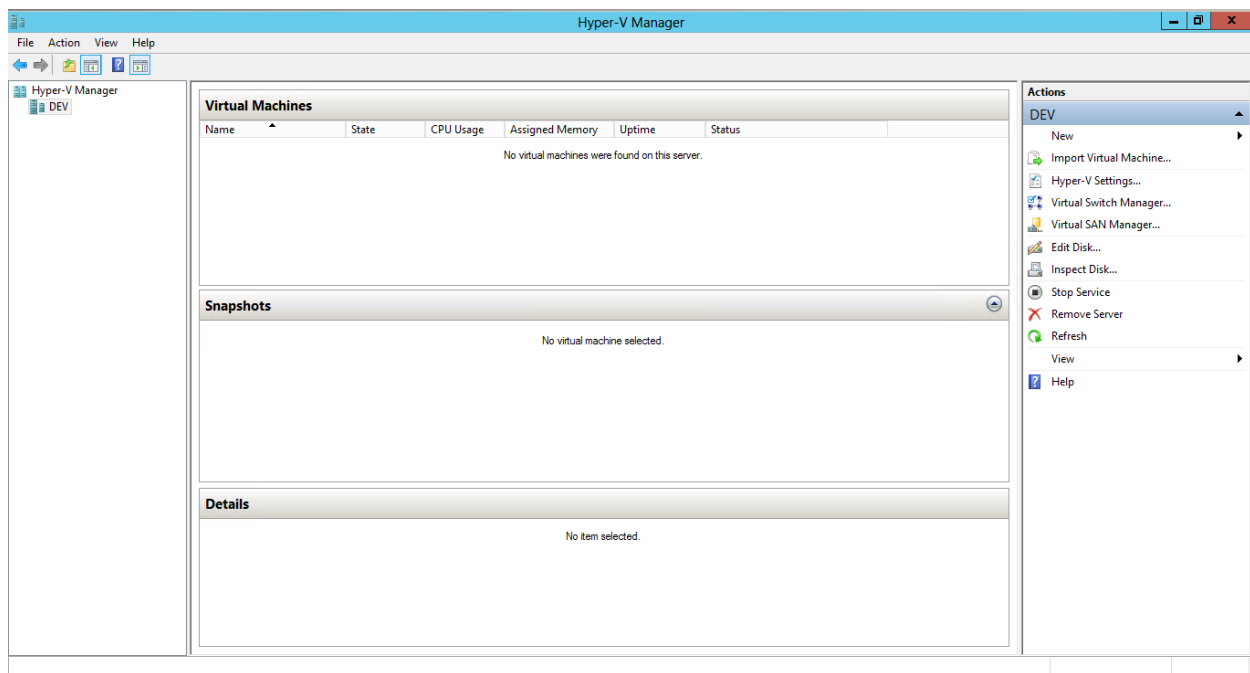 Hyper-V Manager
File Action View Help
Hyper-V Manager
DEV
Virtual Machines
Name State CPU Usage Assigned Memory Uptime Status
No virtual machines were found on this server.
Snapshots
No virtual machine selected.
Details
No item selected.
Actions
DEV
New
Import Virtual Machine...
Hyper-V Settings...
Virtual Switch Manager...
Virtual SAN Manager...
Edit Disk...
Inspect Disk...
Stop Service
Remove Server
Refresh
View
Help